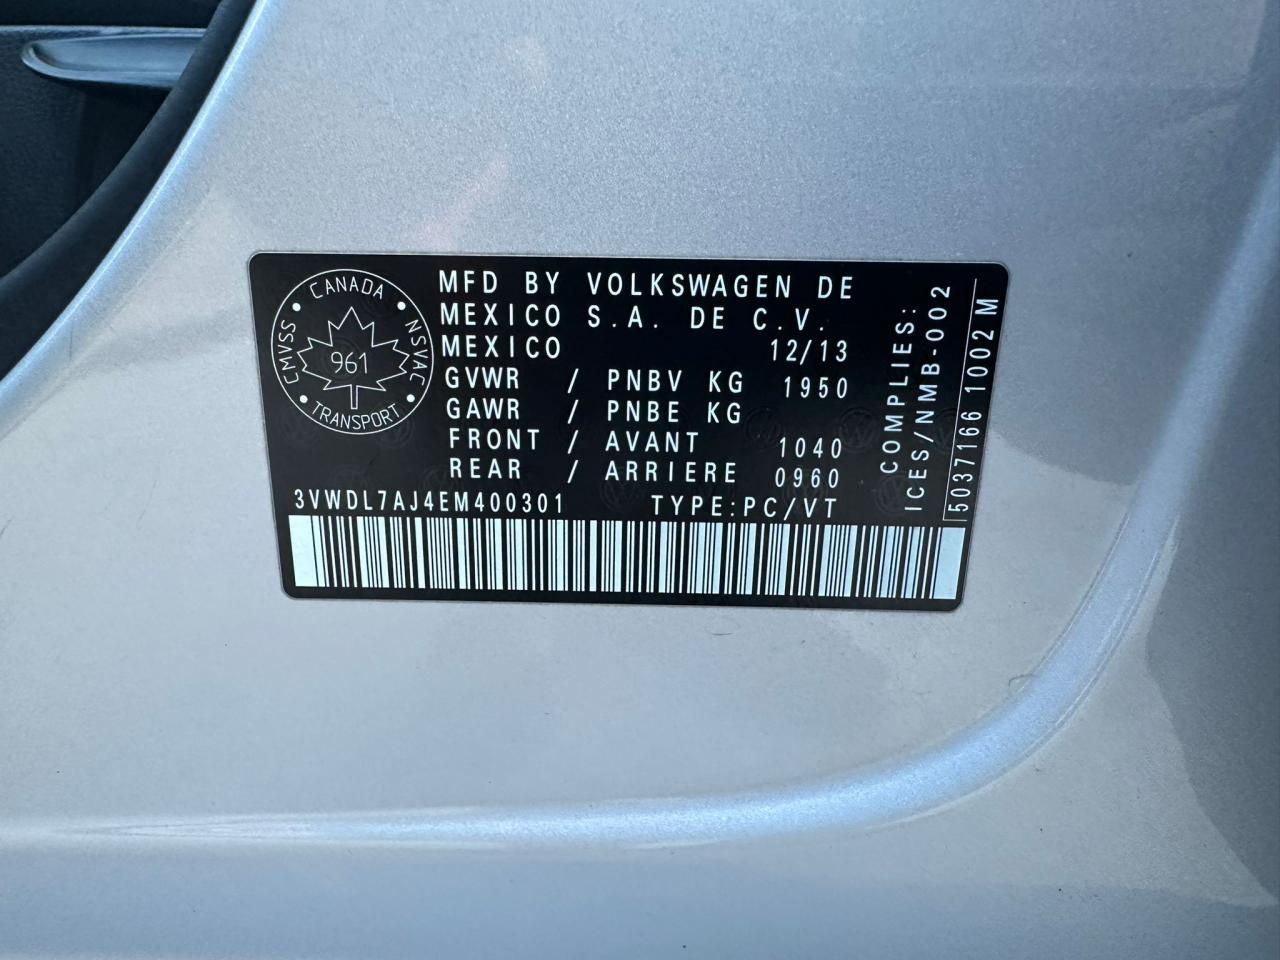 CANADA
CMVSS
NSVAC
961
TRANSPORT
MFD BY VOLKSWAGEN DE
MEXICO S.A. DE C.V.
MEXICO 12/13
GVWR / PNBV KG 1950
GAWR / PNBE KG
FRONT / AVANT 1040
REAR / ARRIERE 0960
3VWDL7AJ4EM400301 TYPE:PC/VT
COMPLIES:
ICES/NMB-002
5037166 1002 M